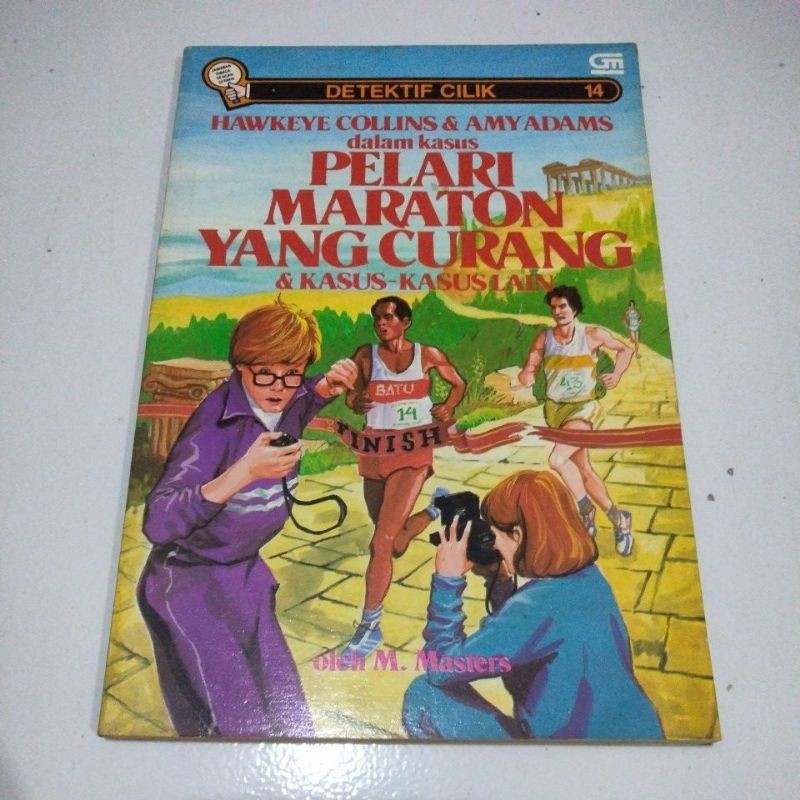 DETEKTIF CILIK 14
HAWKEYE COLLINS & AMY ADAMS
dalam kasus
PELARI
MARATON
YANG CURANG
& KASUS-KASUS LAIN
BATU
14
43
FINISH
oleh M. Masters